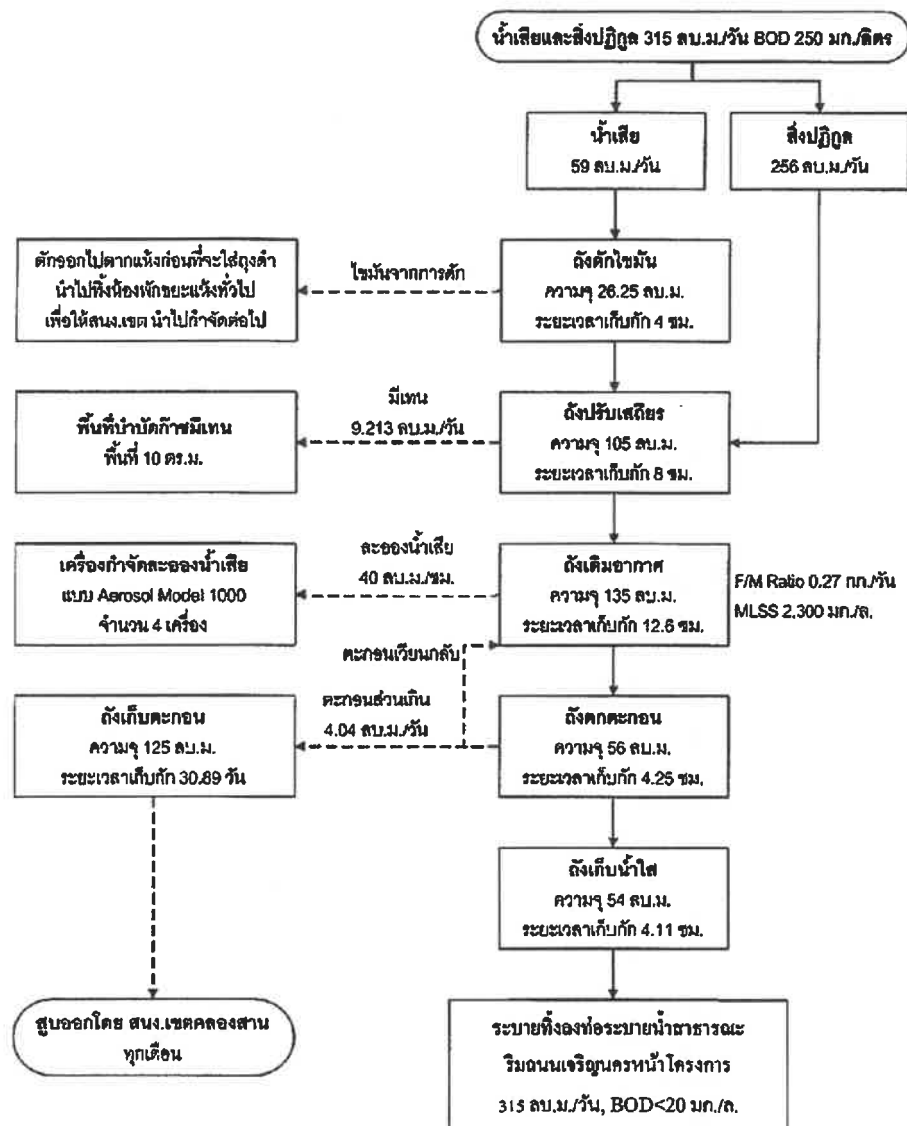 น้ำเสียและสิ่งปฏิกูล 315 ลบ.ม./วัน BOD 250 มก./ลิตร
น้ำเสีย
59 ลบ.ม./วัน
สิ่งปฏิกูล
256 ลบ.ม./วัน
ถังดักไขมัน
ความจุ 26.25 ลบ.ม.
ระยะเวลาเก็บกัก 4 ชม.
ไขมันจากการดัก
ตักออกไปตากแห้งก่อนที่จะใส่ถุงดำ
นำไปทิ้งห้องพักขยะแห้งทั่วไป
เพื่อให้สนง.เขต นำไปกำจัดต่อไป
ถังปรับเสถียร
ความจุ 105 ลบ.ม.
ระยะเวลาเก็บกัก 8 ชม.
มีเทน
9.213 ลบ.ม./วัน
พื้นที่บำบัดก๊าซมีเทน
พื้นที่ 10 ตร.ม.
ถังเติมอากาศ
ความจุ 135 ลบ.ม.
ระยะเวลาเก็บกัก 12.6 ชม.
F/M Ratio 0.27 กก./วัน
MLSS 2,300 มก./ล.
ละอองน้ำเสีย
40 ลบ.ม./ชม.
เครื่องกำจัดละอองน้ำเสีย
แบบ Aerosol Model 1000
จำนวน 4 เครื่อง
ตะกอนเวียนกลับ
ตะกอนส่วนเกิน
4.04 ลบ.ม./วัน
ถังตกตะกอน
ความจุ 56 ลบ.ม.
ระยะเวลาเก็บกัก 4.25 ชม.
ถังเก็บตะกอน
ความจุ 125 ลบ.ม.
ระยะเวลาเก็บกัก 30.89 วัน
ถังเก็บน้ำใส
ความจุ 54 ลบ.ม.
ระยะเวลาเก็บกัก 4.11 ชม.
สูบออกโดย สนง.เขตคลองสาน
ทุกเดือน
ระบายทิ้งลงท่อระบายน้ำสาธารณะ
ริมถนนเจริญนครหน้าโครงการ
315 ลบ.ม./วัน, BOD<20 มก./ล.